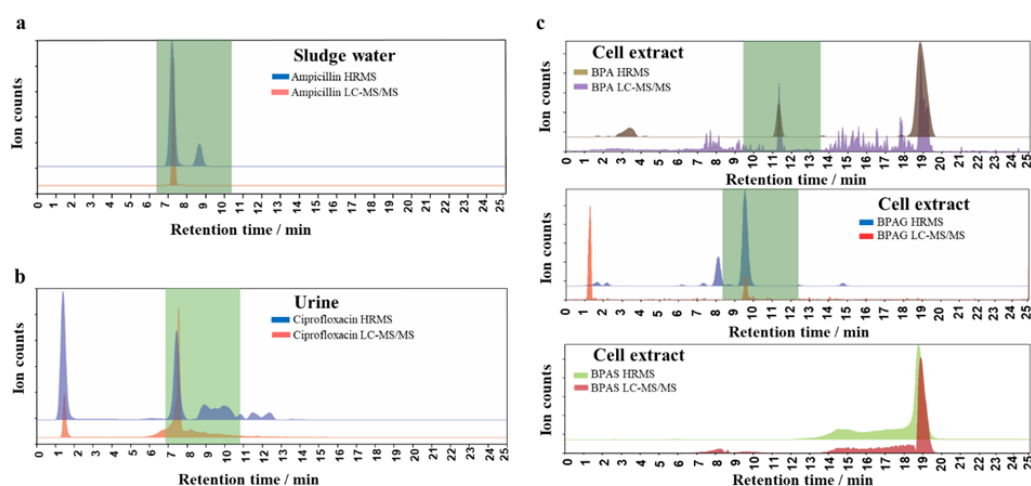 a
Sludge water
Ampicillin HRMS
Ampicillin LC-MS/MS
Ion counts
0 1 2 3 4 5 6 7 8 9 10 11 12 13 14 15 16 17 18 19 20 21 22 23 24 25
Retention time / min
b
Urine
Ciprofloxacin HRMS
Ciprofloxacin LC-MS/MS
Ion counts
0 1 2 3 4 5 6 7 8 9 10 11 12 13 14 15 16 17 18 19 20 21 22 23 24 25
Retention time / min
c
Cell extract
BPA HRMS
BPA LC-MS/MS
Ion counts
0 1 2 3 4 5 6 7 8 9 10 11 12 13 14 15 16 17 18 19 20 21 22 23 24 25
Retention time / min
Cell extract
BPAG HRMS
BPAG LC-MS/MS
Ion counts
0 1 2 3 4 5 6 7 8 9 10 11 12 13 14 15 16 17 18 19 20 21 22 23 24 25
Retention time / min
Cell extract
BPAS HRMS
BPAS LC-MS/MS
Ion counts
0 1 2 3 4 5 6 7 8 9 10 11 12 13 14 15 16 17 18 19 20 21 22 23 24 25
Retention time / min